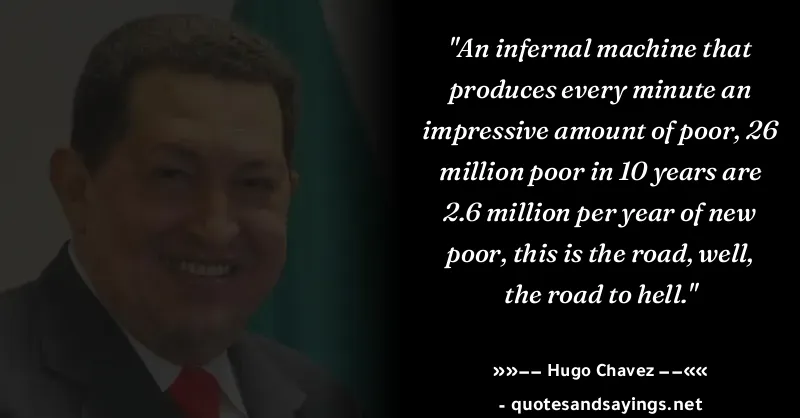 "An infernal machine that
produces every minute an
impressive amount of poor, 26
million poor in 10 years are
2.6 million per year of new
poor, this is the road, well,
the road to hell."
»»−− Hugo Chavez −−««
- quotesandsayings.net